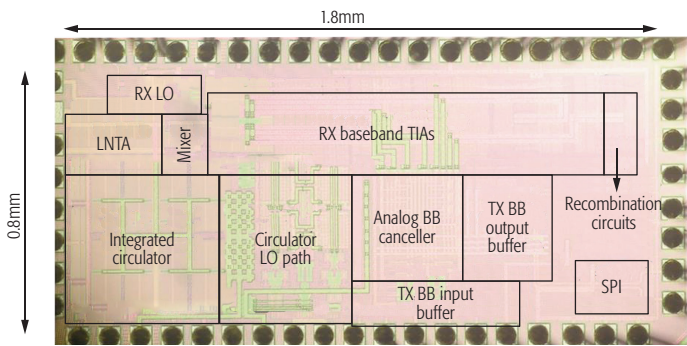 1.8mm
0.8mm
RX LO
LNTA
Mixer
RX baseband TIAs
Recombination
circuits
Integrated
circulator
Circulator
LO path
Analog BB
canceller
TX BB
output
buffer
TX BB input
buffer
SPI